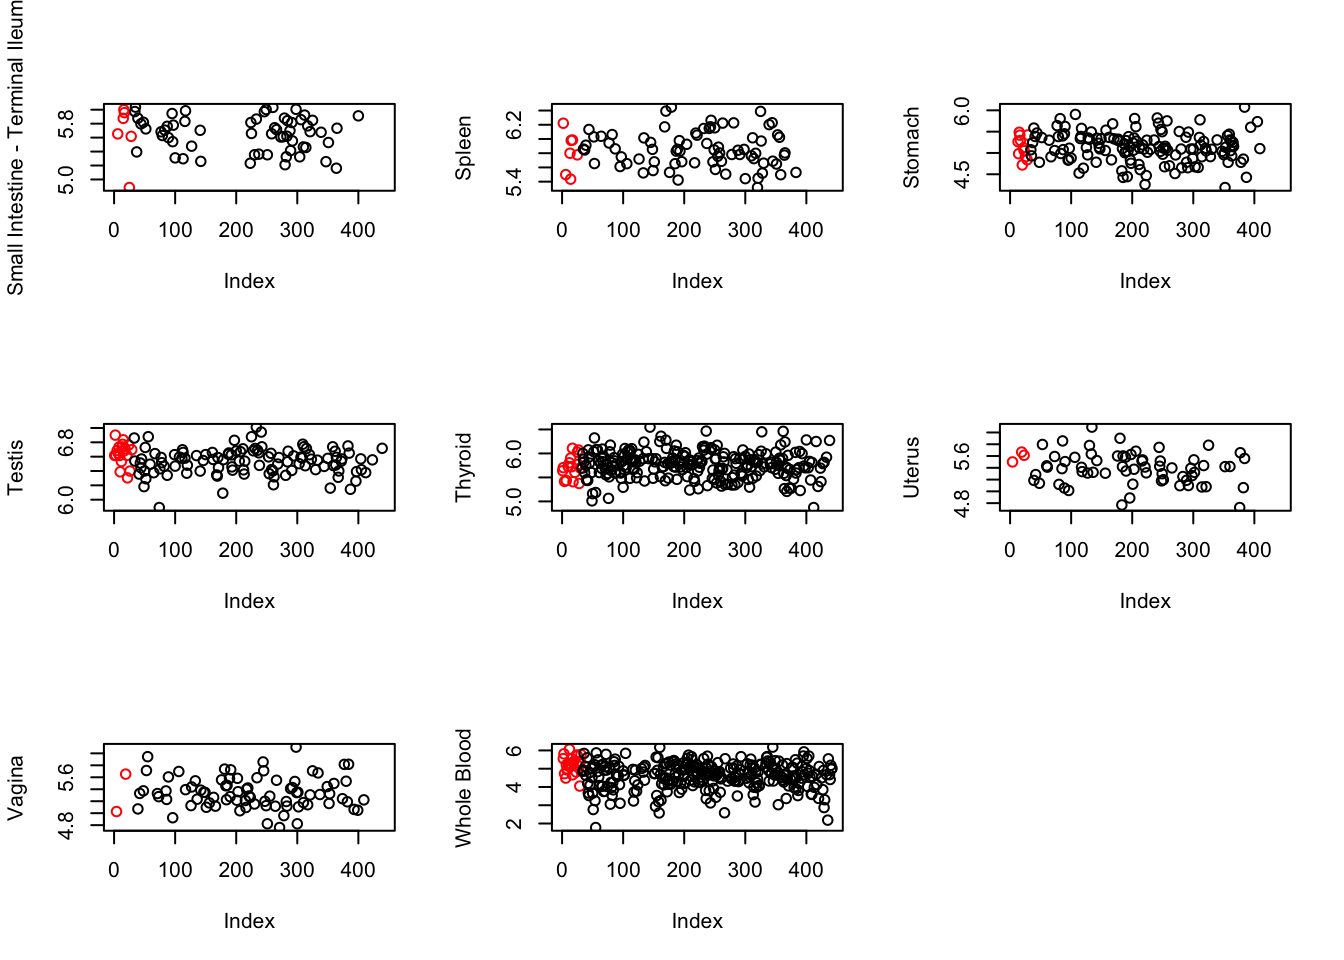 Small Intestine - Terminal Ileum
5.0 5.8
0 100 200 300 400
Index
Spleen
5.4 6.2
0 100 200 300 400
Index
Stomach
4.5 6.0
0 100 200 300 400
Index
Testis
6.0 6.8
0 100 200 300 400
Index
Thyroid
5.0 6.0
0 100 200 300 400
Index
Uterus
4.8 5.6
0 100 200 300 400
Index
Vagina
4.8 5.6
0 100 200 300 400
Index
Whole Blood
2 4 6
0 100 200 300 400
Index